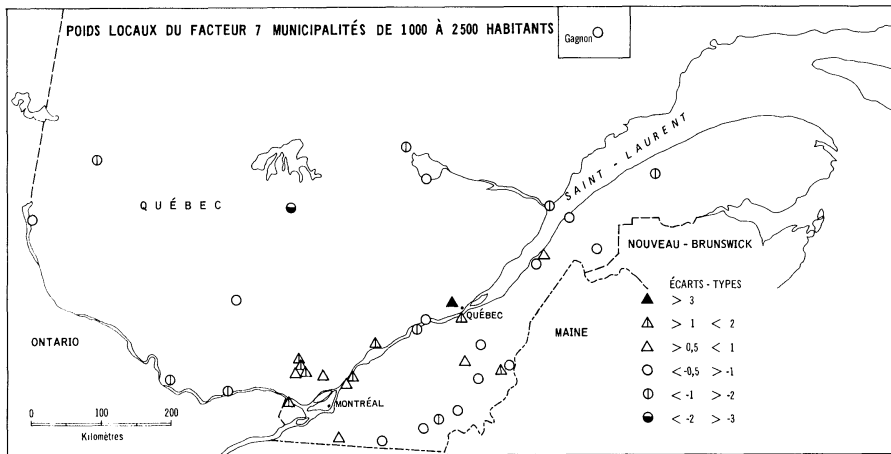 POIDS LOCAUX DU FACTEUR 7 MUNICIPALITÉS DE 1000 À 2500 HABITANTS
Gagnon
SAINT - LAURENT
QUÉBEC
NOUVEAU - BRUNSWICK
ÉCARTS - TYPES
> 3
> 1 < 2
> 0,5 < 1
< -0,5 > -1
< -1 > -2
< -2 > -3
QUÉBEC
MAINE
ONTARIO
MONTRÉAL
0 100 200
Kilomètres